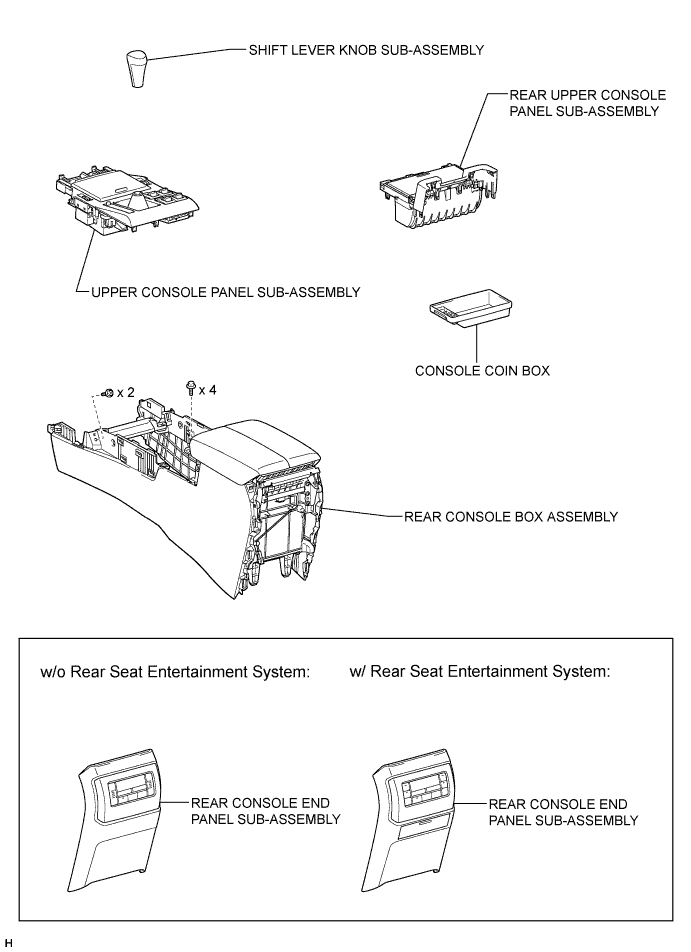 SHIFT LEVER KNOB SUB-ASSEMBLY
REAR UPPER CONSOLE
PANEL SUB-ASSEMBLY
UPPER CONSOLE PANEL SUB-ASSEMBLY
CONSOLE COIN BOX
x 2
x 4
REAR CONSOLE BOX ASSEMBLY
w/o Rear Seat Entertainment System:
w/ Rear Seat Entertainment System:
REAR CONSOLE END
PANEL SUB-ASSEMBLY
REAR CONSOLE END
PANEL SUB-ASSEMBLY
H